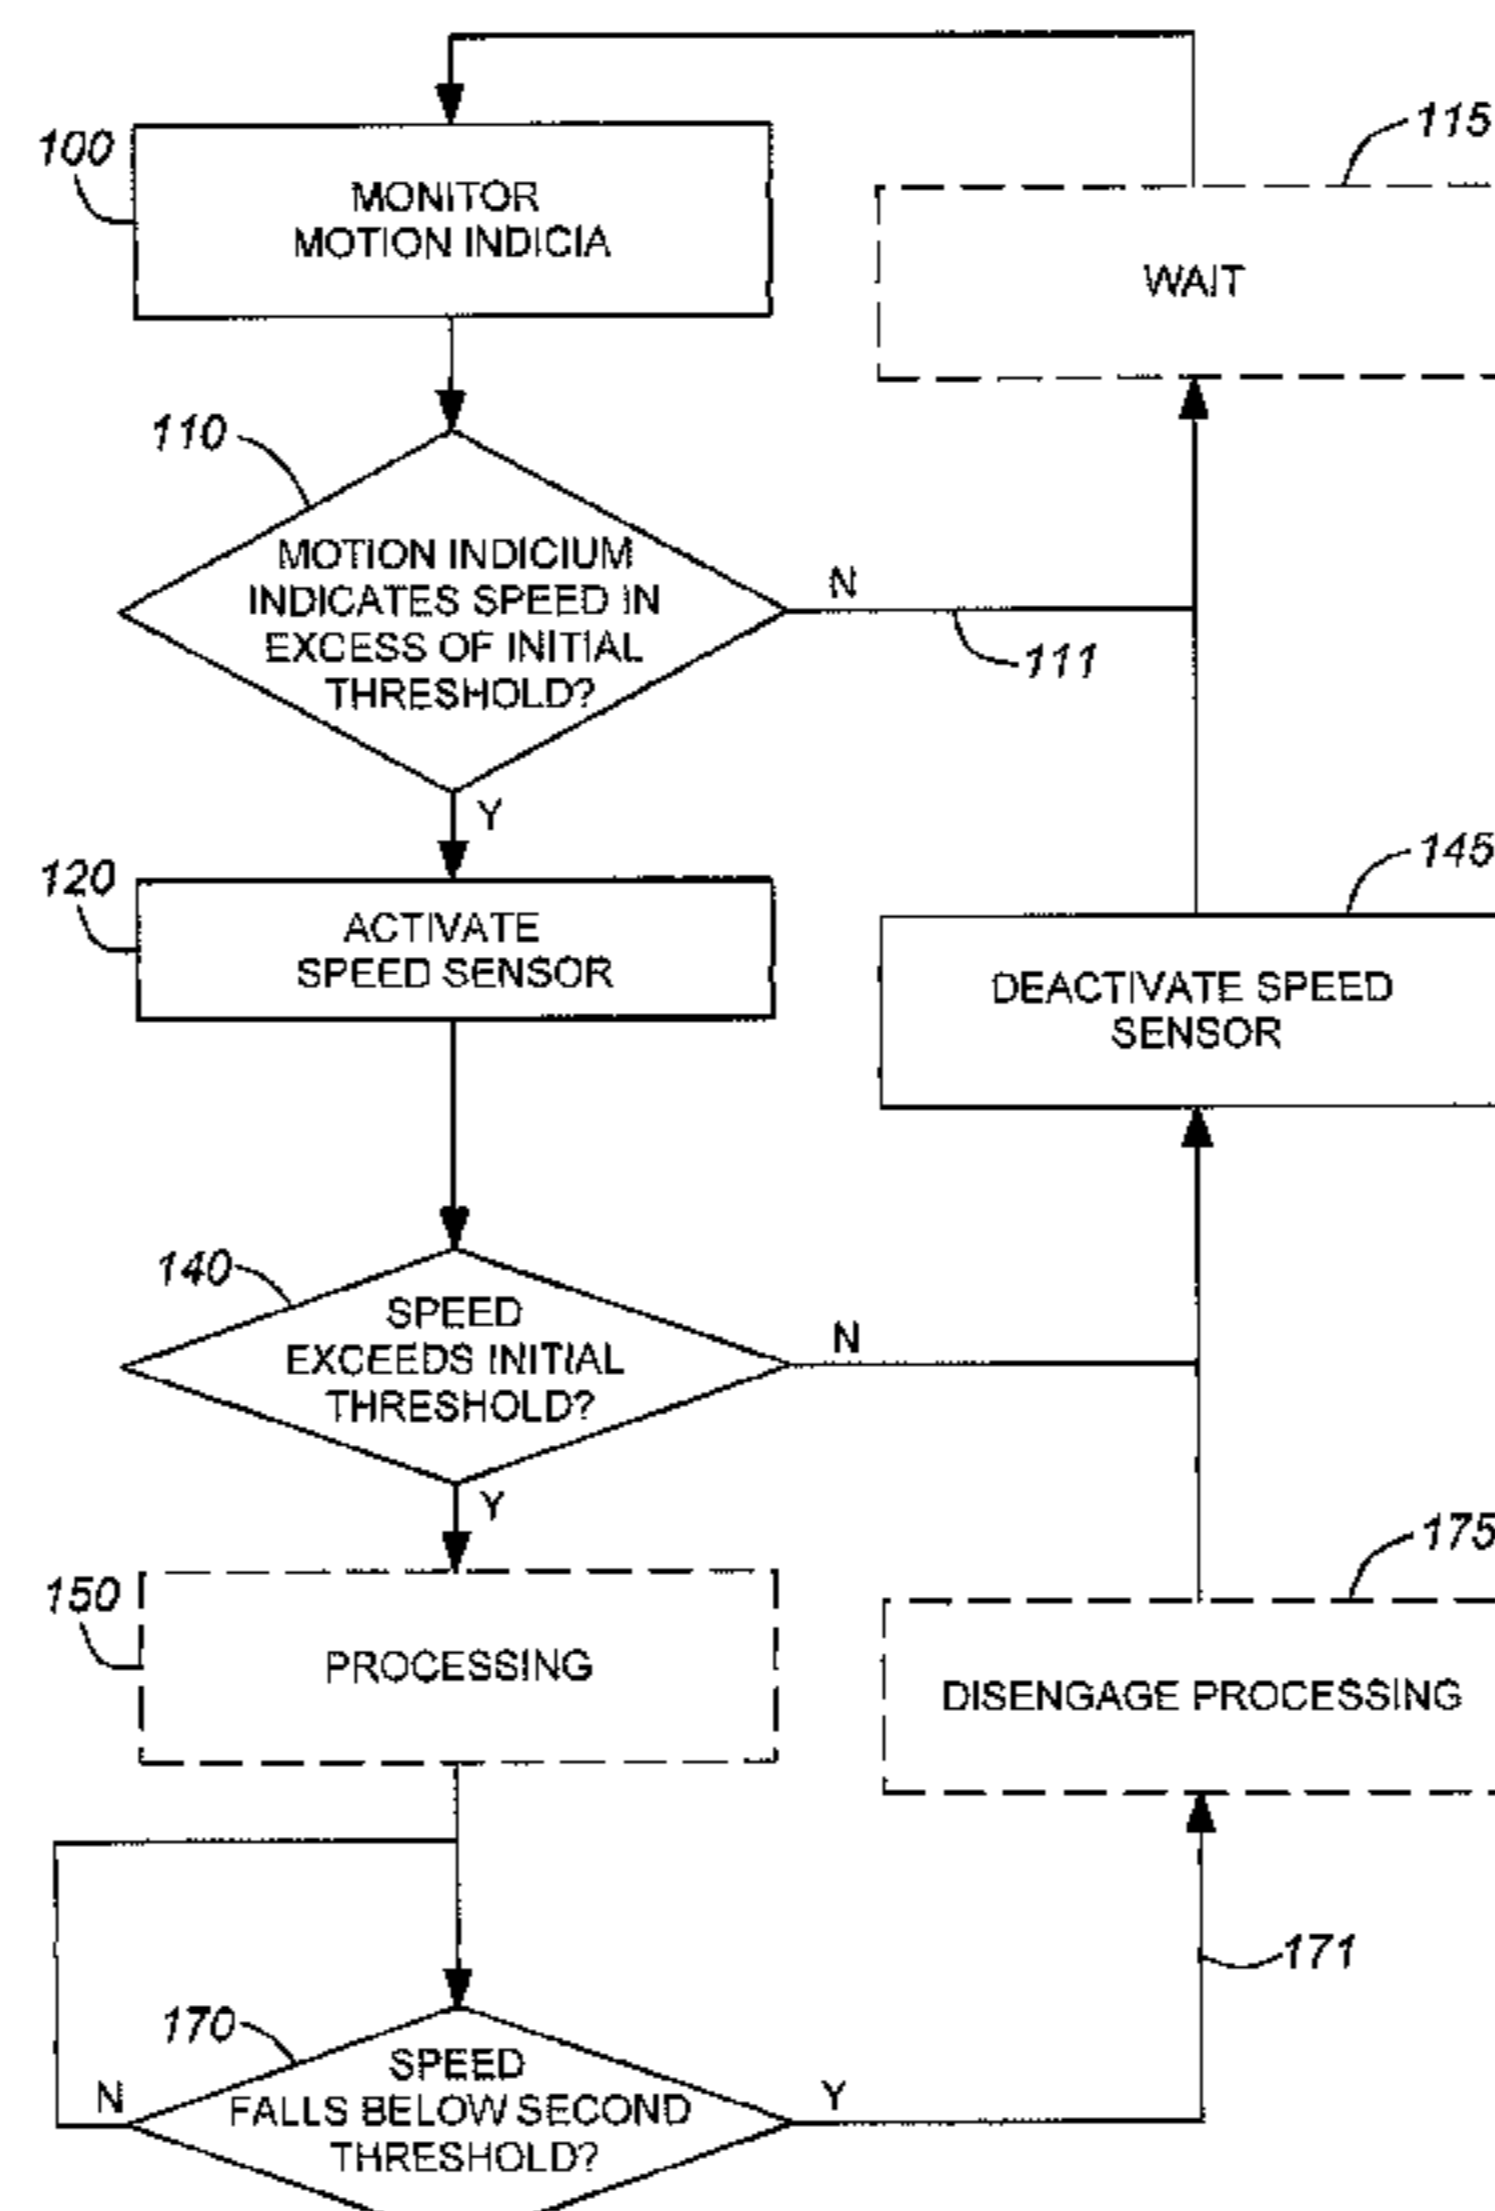 100
MONITOR
MOTION INDICIA
115
WAIT
110
MOTION INDICIUM
INDICATES SPEED IN
EXCESS OF INITIAL
THRESHOLD?
N
111
Y
120
ACTIVATE
SPEED SENSOR
145
DEACTIVATE SPEED
SENSOR
140
SPEED
EXCEEDS INITIAL
THRESHOLD?
N
Y
150
PROCESSING
175
DISENGAGE PROCESSING
171
170
SPEED
FALLS BELOW SECOND
THRESHOLD?
N
Y